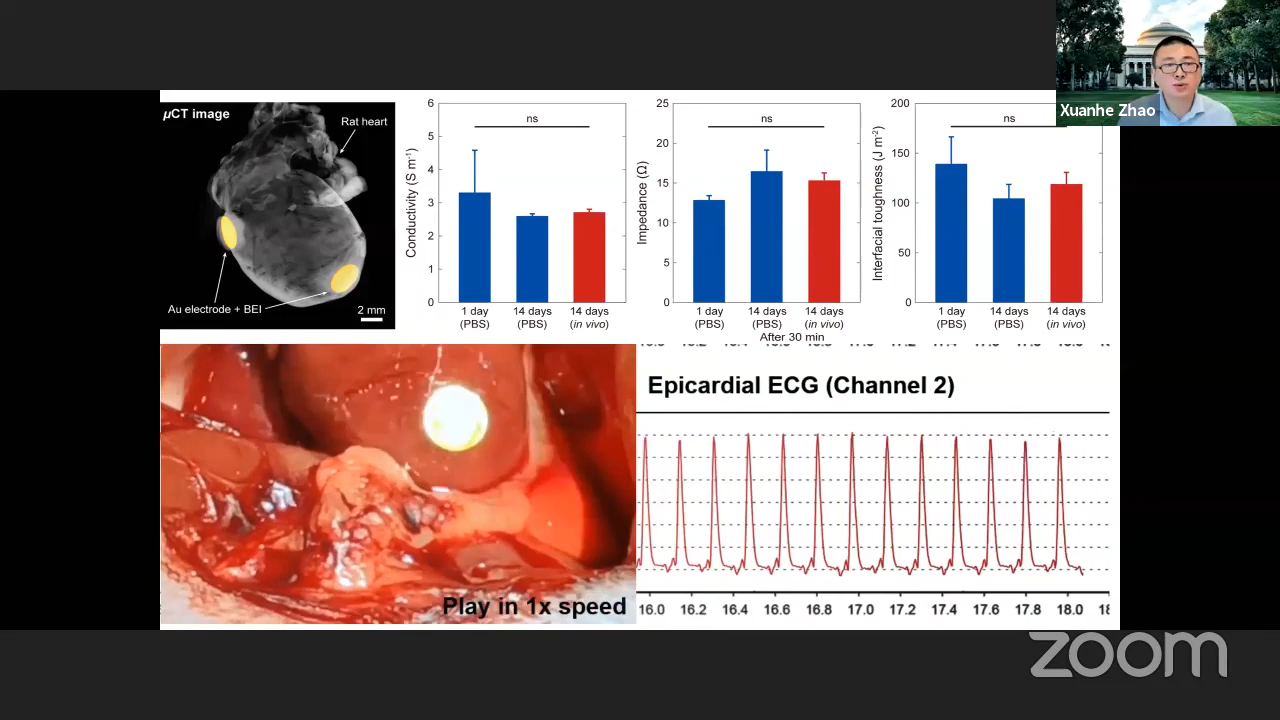 Xuanhe Zhao
µCT image
Rat heart
Au electrode + BEI
2 mm
Conductivity (S m⁻¹)
6
5
4
3
2
1
0
ns
1 day
(PBS)
14 days
(PBS)
14 days
(in vivo)
Impedance (Ω)
25
20
15
10
5
0
ns
1 day
(PBS)
14 days
(PBS)
14 days
(in vivo)
After 30 min
Interfacial toughness (J m⁻²)
200
150
100
50
0
ns
1 day
(PBS)
14 days
(PBS)
14 days
(in vivo)
Play in 1x speed
Epicardial ECG (Channel 2)
16.0 16.2 16.4 16.6 16.8 17.0 17.2 17.4 17.6 17.8 18.0
zoom